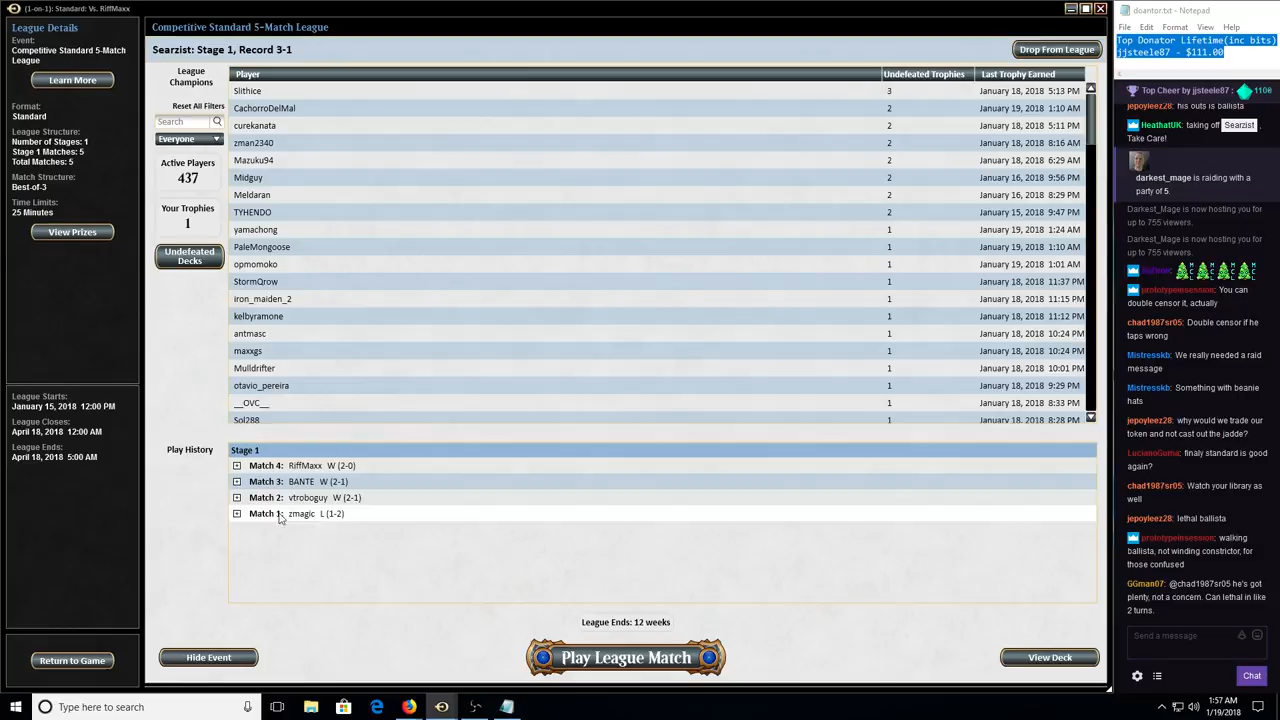 (1-on-1): Standard: Vs. RiffMaxx
League Details
Event:
Competitive Standard 5-Match
League
Learn More
Format:
Standard
League Structure:
Number of Stages: 1
Stage 1 Matches: 5
Total Matches: 5
Match Structure:
Best-of-3
Time Limits:
25 Minutes
View Prizes
League Starts:
January 15, 2018 12:00 PM
League Closes:
April 18, 2018 12:00 AM
League Ends:
April 18, 2018 5:00 AM
Return to Game
Competitive Standard 5-Match League
Searzist: Stage 1, Record 3-1
Drop From League
League
Champions
Reset All Filters
Search
Everyone
Active Players
437
Your Trophies
1
Undefeated
Decks
Player Undefeated Trophies Last Trophy Earned
Slithice 3 January 18, 2018 5:13 PM
CachorroDelMal 2 January 19, 2018 1:10 AM
curekanata 2 January 18, 2018 5:11 PM
zman2340 2 January 18, 2018 8:16 AM
Mazuku94 2 January 18, 2018 6:29 AM
Midguy 2 January 16, 2018 9:56 PM
Meldaran 2 January 16, 2018 8:29 PM
TYHENDO 2 January 15, 2018 9:47 PM
yamachong 1 January 19, 2018 1:24 AM
PaleMongoose 1 January 19, 2018 1:10 AM
opmomoko 1 January 19, 2018 1:01 AM
StormQrow 1 January 18, 2018 11:37 PM
iron_maiden_2 1 January 18, 2018 11:15 PM
kelbyramone 1 January 18, 2018 11:12 PM
antmasc 1 January 18, 2018 10:24 PM
maxxgs 1 January 18, 2018 10:24 PM
Mulldrifter 1 January 18, 2018 10:01 PM
otavio_pereira 1 January 18, 2018 9:29 PM
__OVC__ 1 January 18, 2018 8:33 PM
Sol288 1 January 18, 2018 8:28 PM
Play History
Stage 1
Match 4: RiffMaxx W (2-0)
Match 3: BANTE W (2-1)
Match 2: vtroboguy W (2-1)
Match 1: zmagic L (1-2)
League Ends: 12 weeks
Hide Event
Play League Match
View Deck
doantor.txt - Notepad
File Edit Format View Help
Top Donator Lifetime(inc bits)
jjsteele87 - $111.00
Top Cheer by jjsteele87 : 1106
jepoyleez28: his outs is ballista
HeathatUK: taking off Searzist,
Take Care!
darkest_mage is raiding with a
party of 5.
Darkest_Mage is now hosting you for
up to 755 viewers.
Darkest_Mage is now hosting you for
up to 755 viewers.
prototypeinsession: You can
double censor it, actually
chad1987sr05: Double censor if he
taps wrong
Mistresskb: We really needed a raid
message
Mistresskb: Something with beanie
hats
jepoyleez28: why would we trade our
token and not cast out the jadde?
LucianoGuma: finaly standard is good
again?
chad1987sr05: Watch your library as
well
jepoyleez28: lethal ballista
prototypeinsession: walking
ballista, not winding constrictor, for
those confused
GGman07: @chad1987sr05 he's got
plenty, not a concern. Can lethal in like
2 turns.
Send a message
Chat
Type here to search
1:57 AM
1/19/2018